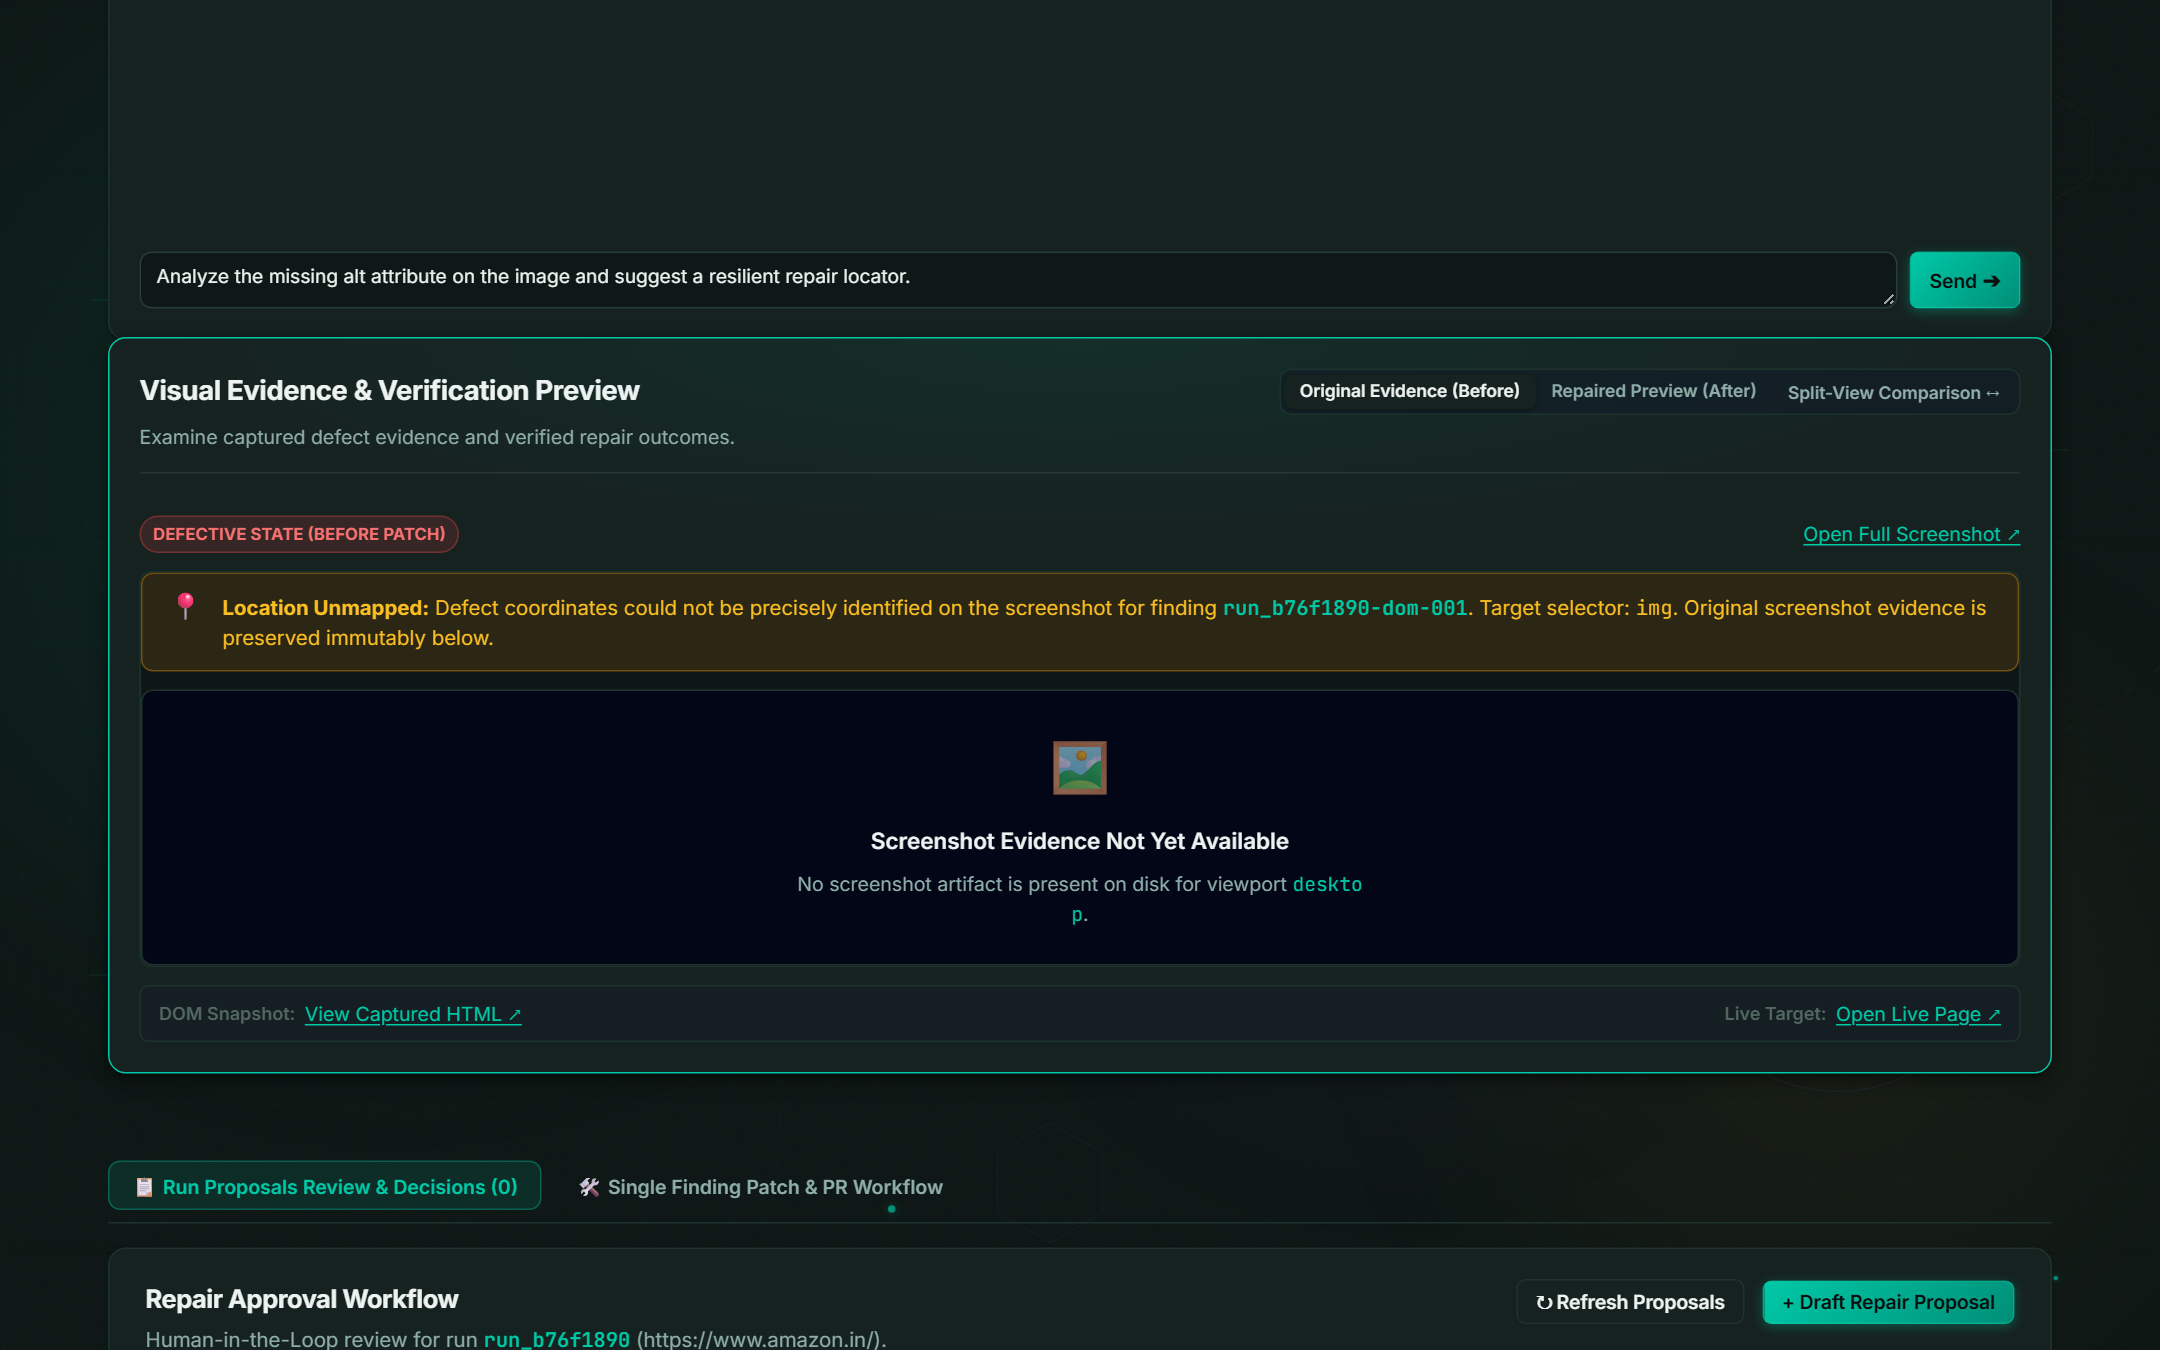 Analyze the missing alt attribute on the image and suggest a resilient repair locator.
Send ➔
Visual Evidence & Verification Preview
Original Evidence (Before)
Repaired Preview (After)
Split-View Comparison ↔
Examine captured defect evidence and verified repair outcomes.
DEFECTIVE STATE (BEFORE PATCH)
Open Full Screenshot ↗
Location Unmapped: Defect coordinates could not be precisely identified on the screenshot for finding run_b76f1890-dom-001. Target selector: img. Original screenshot evidence is
preserved immutably below.
Screenshot Evidence Not Yet Available
No screenshot artifact is present on disk for viewport deskto
p.
DOM Snapshot: View Captured HTML ↗
Live Target: Open Live Page ↗
Run Proposals Review & Decisions (0)
Single Finding Patch & PR Workflow
Repair Approval Workflow
↻ Refresh Proposals
+ Draft Repair Proposal
Human-in-the-Loop review for run run_b76f1890 (https://www.amazon.in/).